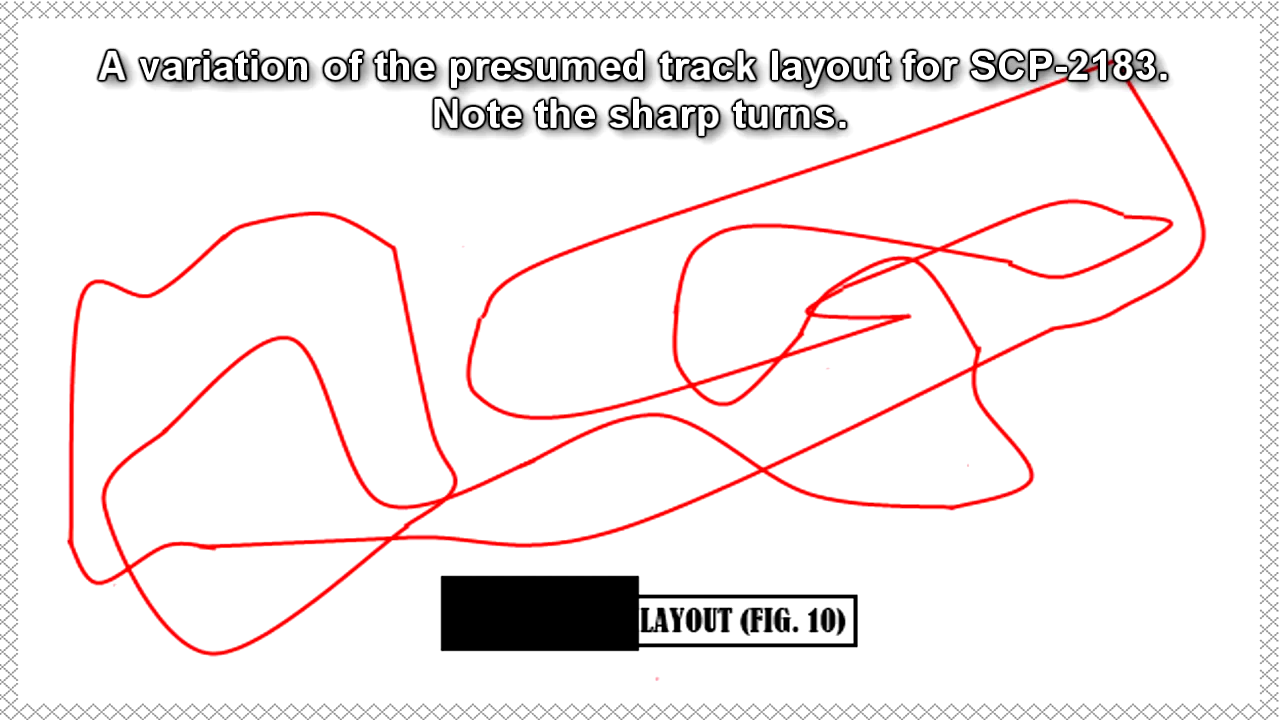 A variation of the presumed track layout for SCP-2183.
Note the sharp turns.
LAYOUT (FIG. 10)